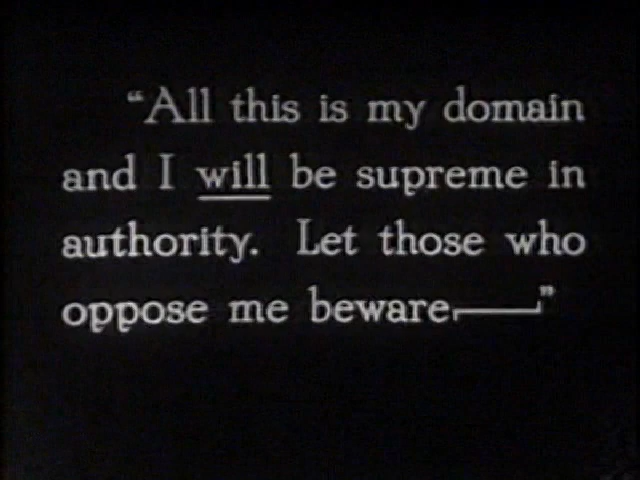 “All this is my domain
and I will be supreme in
authority. Let those who
oppose me beware——”